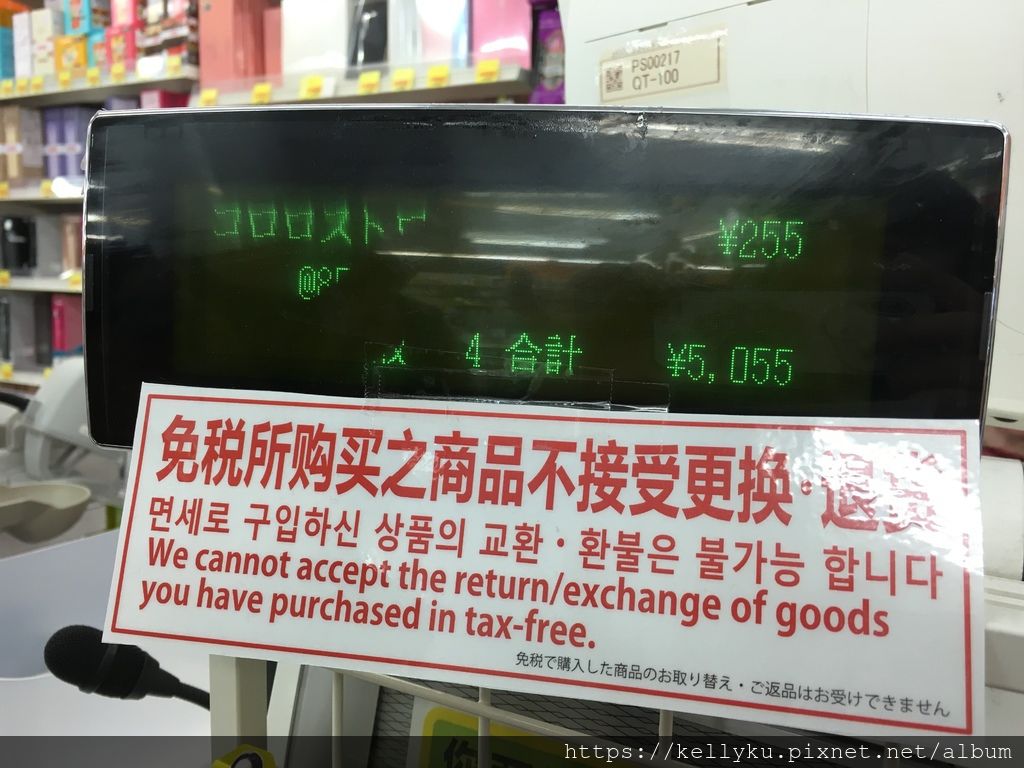 PS00217
QT-100
¥255
4 合計 ¥5,055
免税所购买之商品不接受更换・退
면세로 구입하신 상품의 교환・환불은 불가능 합니다
We cannot accept the return/exchange of goods
you have purchased in tax-free.
免税で購入した商品のお取り替え・ご返品はお受けできません
https://kellyku.pixnet.net/album